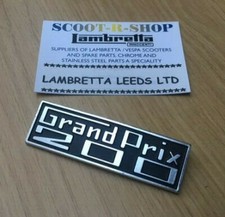 SCOOT-R-SHOP
Lambretta
SUPPLIERS OF LAMBRETTA / VESPA SCOOTERS
AND SPARE PARTS, CHROME AND
STAINLESS STEEL PARTS A SPECIALITY
LAMBRETTA LEEDS LTD
Grand Prix
200